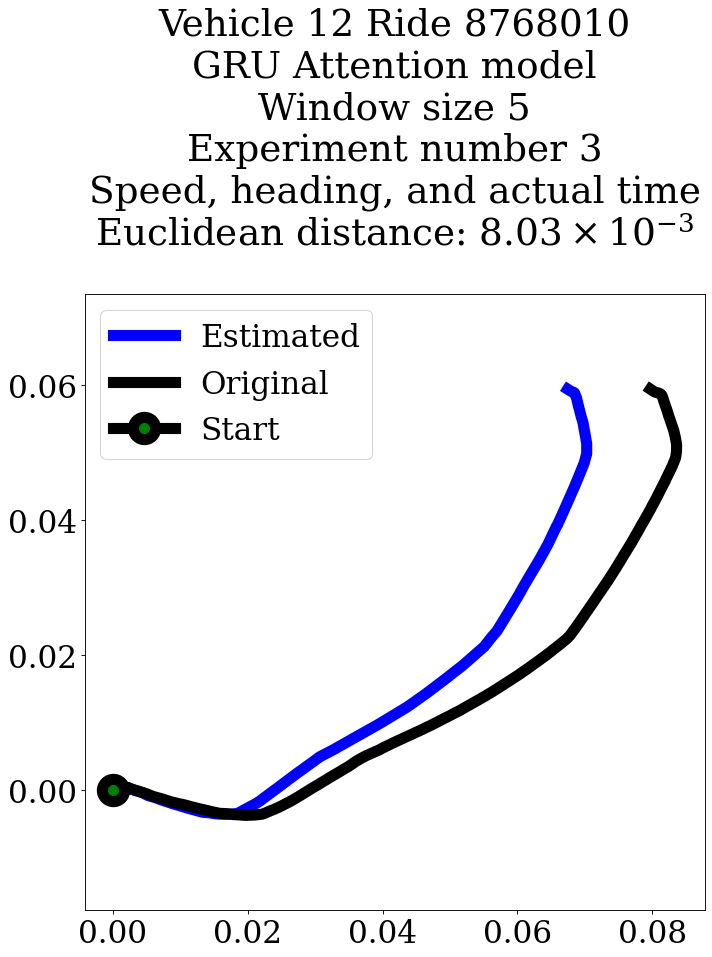 Vehicle 12 Ride 8768010
GRU Attention model
Window size 5
Experiment number 3
Speed, heading, and actual time
Euclidean distance: 8.03 × 10⁻³
Estimated
Original
Start
0.06
0.04
0.02
0.00
0.00 0.02 0.04 0.06 0.08